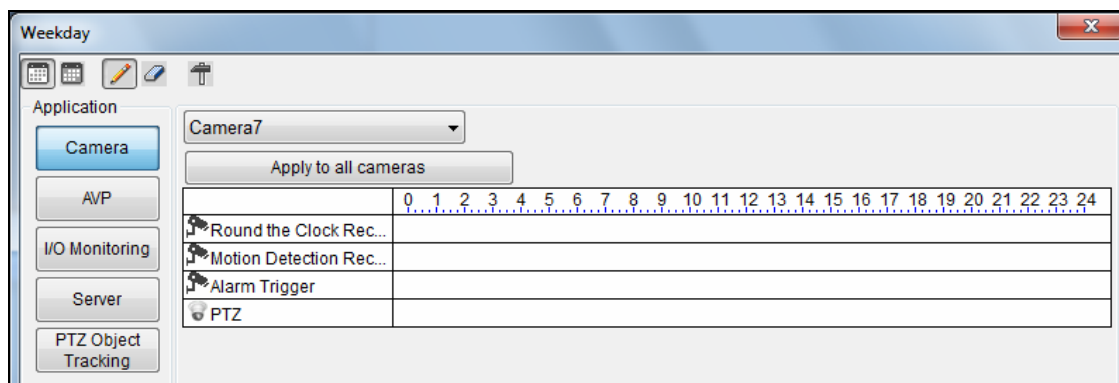 Weekday
Application
Camera
AVP
I/O Monitoring
Server
PTZ Object
Tracking
Camera7
Apply to all cameras
0 1 2 3 4 5 6 7 8 9 10 11 12 13 14 15 16 17 18 19 20 21 22 23 24
Round the Clock Rec...
Motion Detection Rec...
Alarm Trigger
PTZ